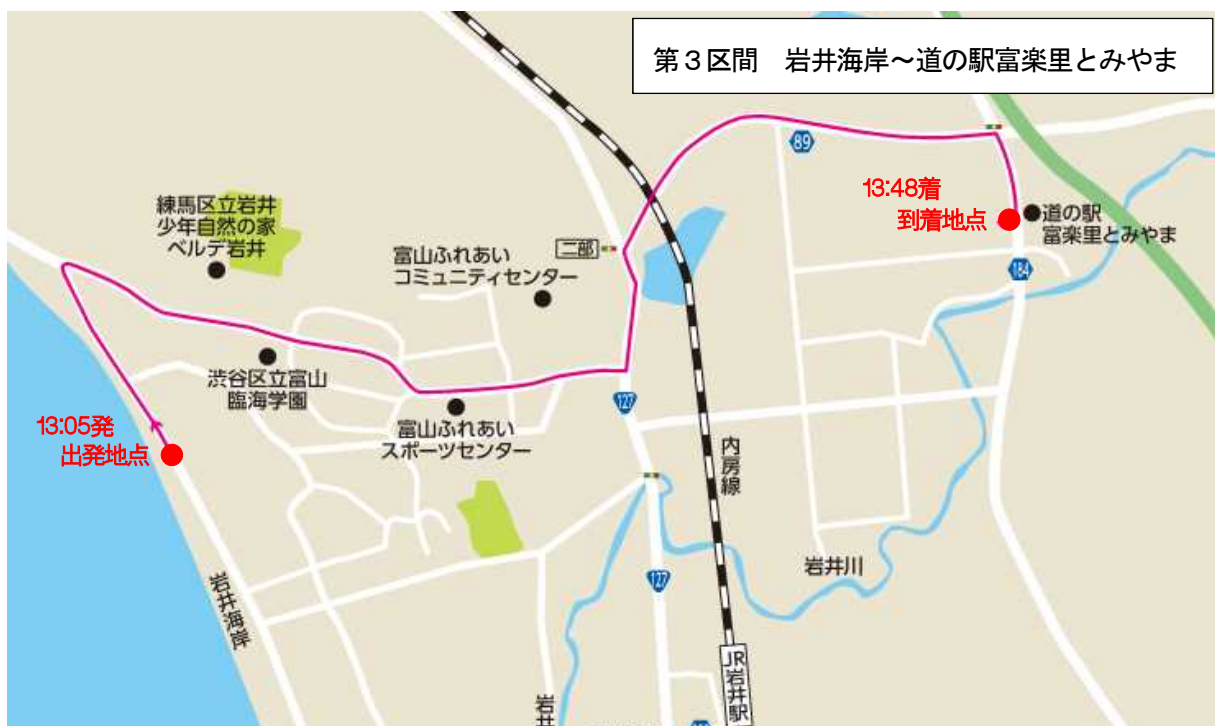 第３区間　岩井海岸～道の駅富楽里とみやま
89
練馬区立岩井
少年自然の家
ベルデ岩井
13:48着
到着地点
道の駅
富楽里とみやま
二部
富山ふれあい
コミュニティセンター
184
渋谷区立富山
臨海学園
127
13:05発
出発地点
富山ふれあい
スポーツセンター
内房線
岩井川
127
岩井海岸
JR岩井駅
岩井